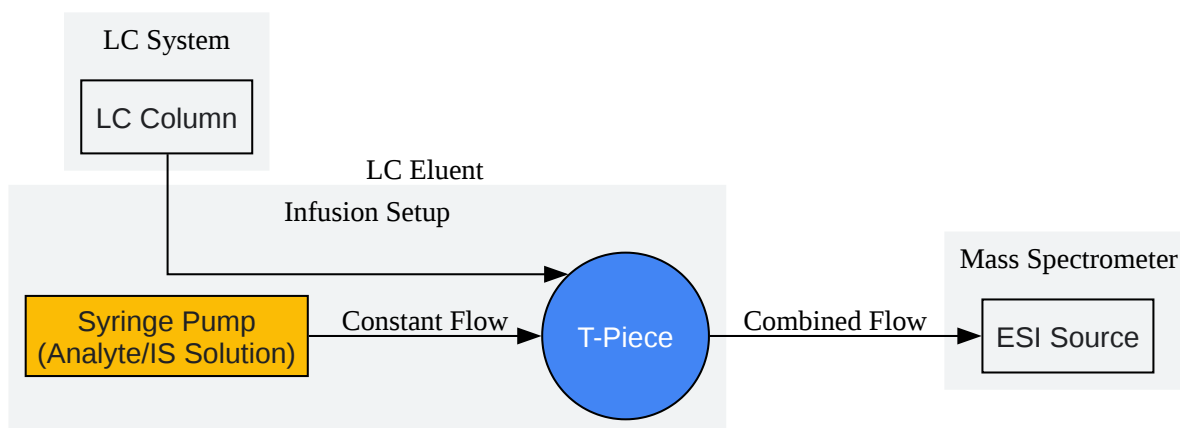 LC System
LC Column
LC Eluent
Infusion Setup
Syringe Pump
(Analyte/IS Solution)
Constant Flow
T-Piece
Combined Flow
Mass Spectrometer
ESI Source